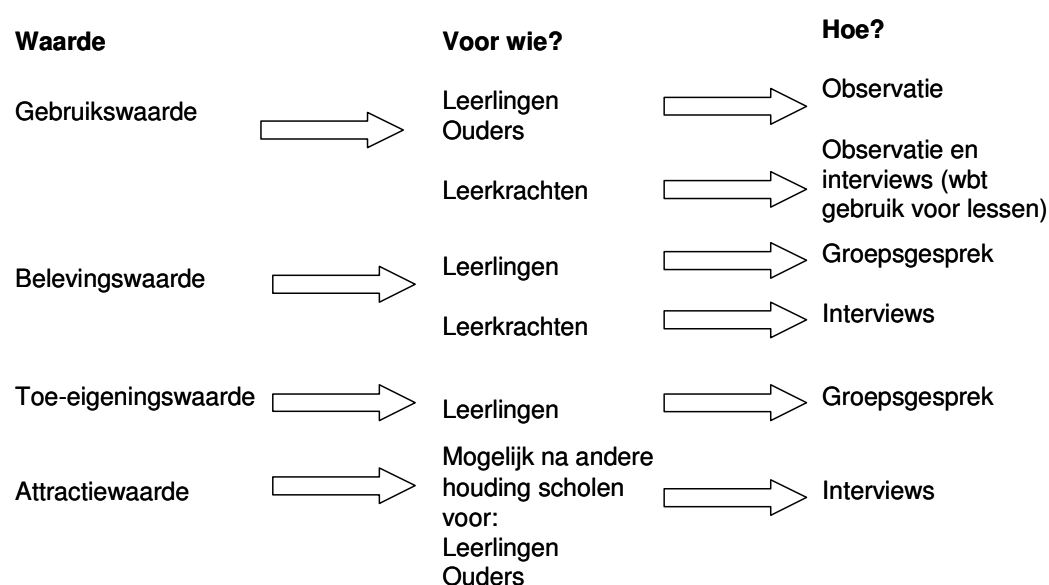 Waarde
Voor wie?
Hoe?
Gebruikswaarde
Leerlingen
Ouders
Observatie
Leerkrachten
Observatie en
interviews (wbt
gebruik voor lessen)
Belevingswaarde
Leerlingen
Groepsgesprek
Leerkrachten
Interviews
Toe-eigeningswaarde
Leerlingen
Groepsgesprek
Attractiewaarde
Mogelijk na andere
houding scholen
voor:
Leerlingen
Ouders
Interviews